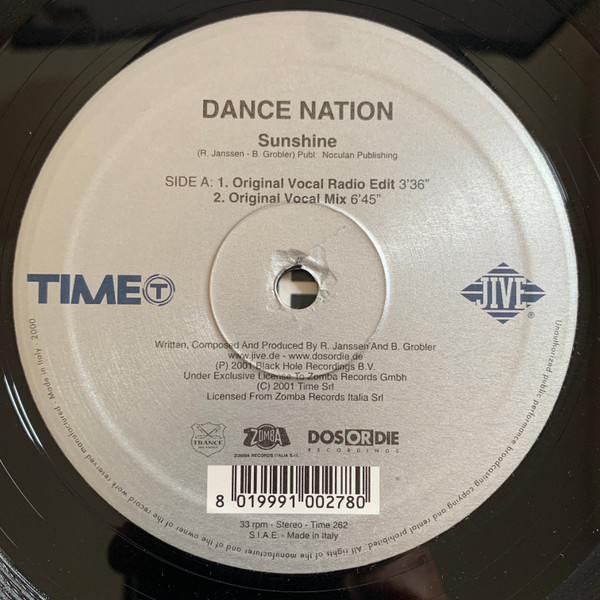 DANCE NATION
Sunshine
(R. Janssen - B. Grobler) Publ: Noculan Publishing
SIDE A: 1. Original Vocal Radio Edit 3'36"
2. Original Vocal Mix 6'45"
TIME T
JIVE
®
Written, Composed And Produced By R. Janssen And B. Grobler
www.jive.de - www.dosordie.de
(P) 2001 Black Hole Recordings B.V.
Under Exclusive License To Zomba Records Gmbh
(C) 2001 Time Srl
Licensed From Zomba Records Italia Srl
TRANCE
ZOMBA
ZOMBA RECORDS ITALIA S.r.l.
DOS OR DIE
RECORDINGS
8 019991 002780
33 rpm - Stereo - Time 262
S.I.A.E. - Made in Italy
Unauthorized public performance broadcasting copying and rental prohibited. All rights of the manufacturer and of the owner of the record work reserved manufactured. Made in Italy - 2000